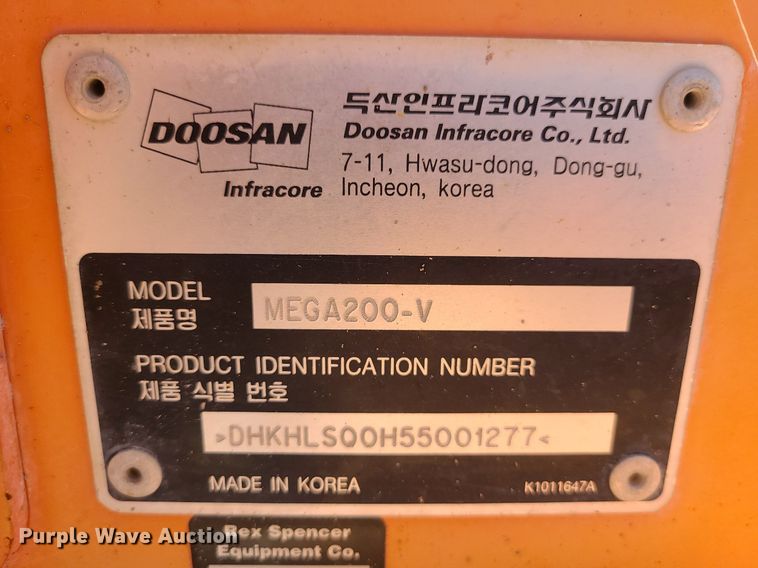 DOOSAN
Infracore
두산인프라코어주식회사
Doosan Infracore Co., Ltd.
7-11, Hwasu-dong, Dong-gu,
Incheon, korea
MODEL
제품명
MEGA200-V
PRODUCT IDENTIFICATION NUMBER
제품 식별 번호
>DHKHLS00H55001277<
MADE IN KOREA
K1011647A
Purple Wave Auction
Rex Spencer
Equipment Co.